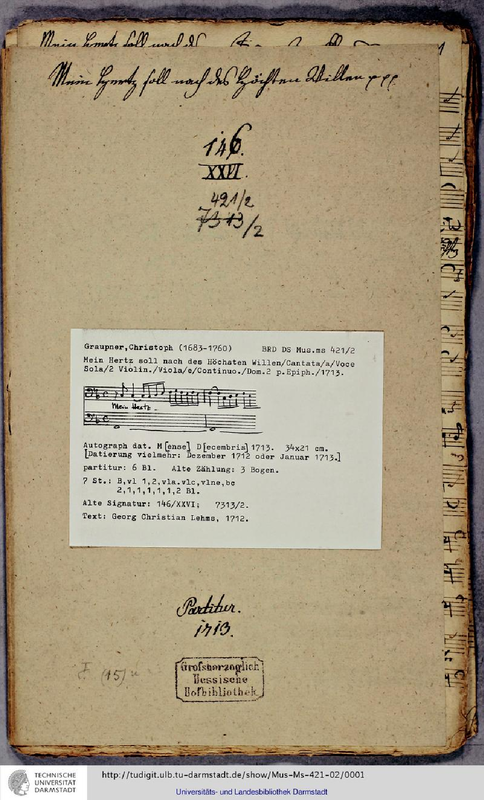 Mein Hertz soll nach des
Mein Hertz soll nach des Höchsten Willen
146.
XXVI.
421/2
7313/2
Graupner,Christoph (1683-1760) BRD DS Mus.ms 421/2
Mein Hertz soll nach des Höchsten Willen/Cantata/a/Voce
Sola/2 Violin./Viola/e/Continuo./Dom.2 p.Epiph./1713.
Mein Hertz
Autograph dat. M[ense] D[ecembris] 1713. 34x21 cm.
[Datierung vielmehr: Dezember 1712 oder Januar 1713.]
partitur: 6 Bl. Alte Zählung: 3 Bogen.
7 St.: B,vl 1,2,vla.vlc,vlne,bc
2,1,1,1,1,1,2 Bl.
Alte Signatur: 146/XXVI; 7313/2.
Text: Georg Christian Lehms, 1712.
Partitur.
1713.
(15)
Großherzoglich
Hessische
Hofbibliothek.
TECHNISCHE
UNIVERSITÄT
DARMSTADT
http://tudigit.ulb.tu-darmstadt.de/show/Mus-Ms-421-02/0001
Universitäts- und Landesbibliothek Darmstadt